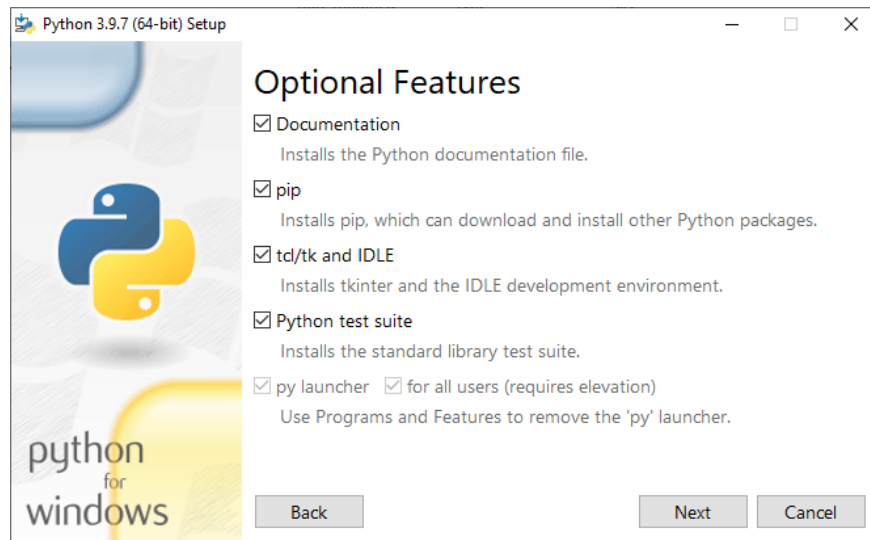 Python 3.9.7 (64-bit) Setup
Optional Features
Documentation
Installs the Python documentation file.
pip
Installs pip, which can download and install other Python packages.
tcl/tk and IDLE
Installs tkinter and the IDLE development environment.
Python test suite
Installs the standard library test suite.
py launcher for all users (requires elevation)
Use Programs and Features to remove the 'py' launcher.
python
for
windows
Back Next Cancel